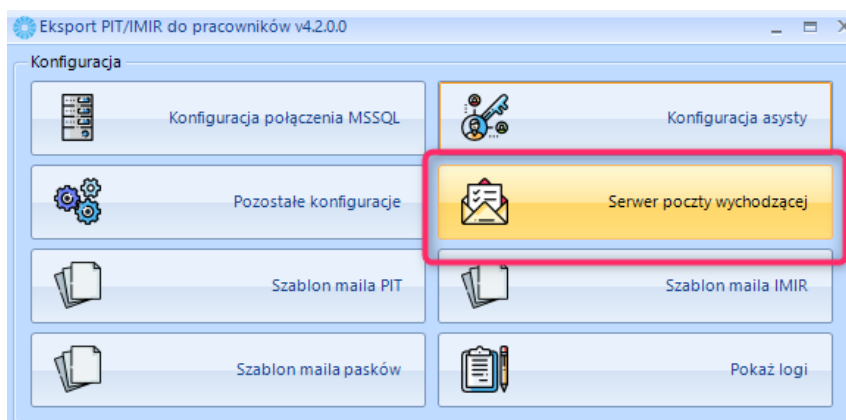 Eksport PIT/IMIR do pracowników v4.2.0.0
Konfiguracja
Konfiguracja połączenia MSSQL
Konfiguracja asysty
Pozostałe konfiguracje
Serwer poczty wychodzącej
Szablon maila PIT
Szablon maila IMIR
Szablon maila pasków
Pokaż logi